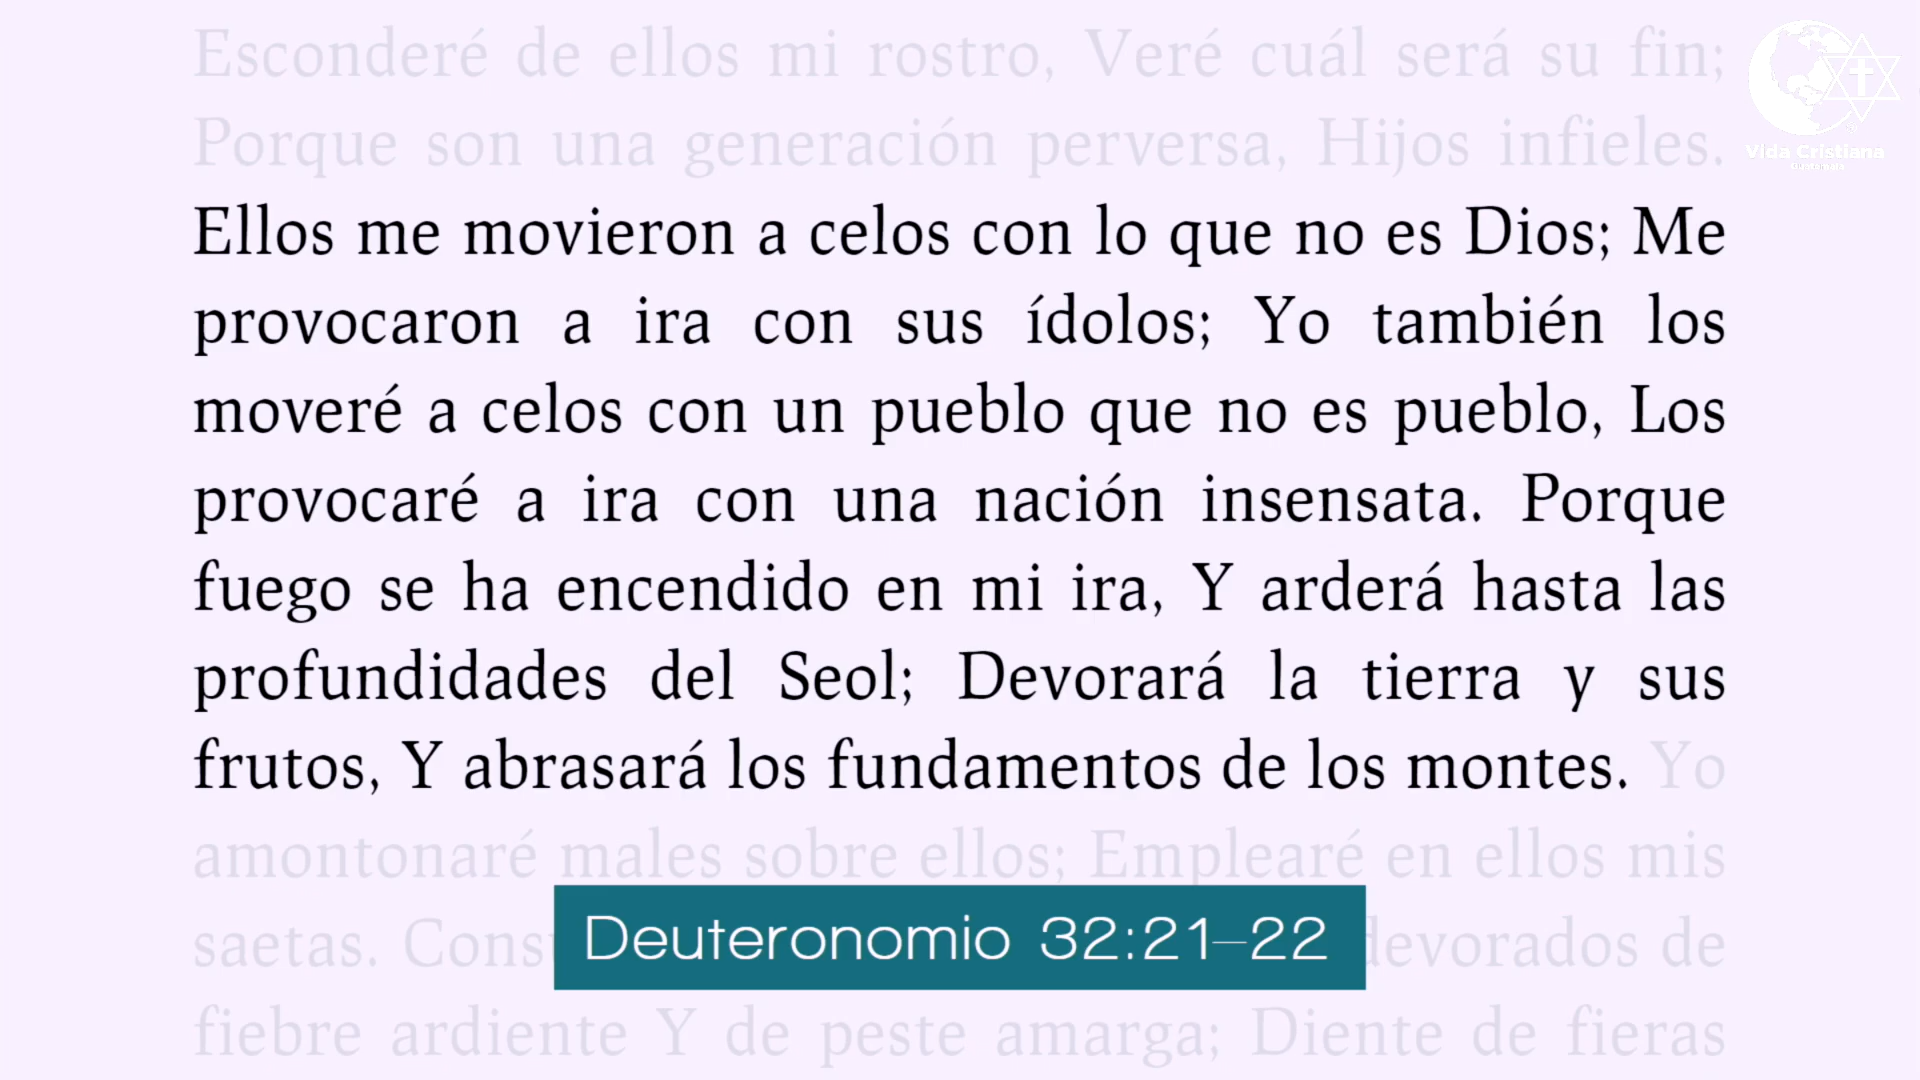 Esconderé de ellos mi rostro, Veré cuál será su fin;
Porque son una generación perversa, Hijos infieles.
Ellos me movieron a celos con lo que no es Dios; Me
provocaron a ira con sus ídolos; Yo también los
moveré a celos con un pueblo que no es pueblo, Los
provocaré a ira con una nación insensata. Porque
fuego se ha encendido en mi ira, Y arderá hasta las
profundidades del Seol; Devorará la tierra y sus
frutos, Y abrasará los fundamentos de los montes. Yo
amontonaré males sobre ellos; Emplearé en ellos mis
saetas. devorados de
Deuteronomio 32:21–22
fiebre ardiente Y de peste amarga; Diente de fieras
Vida Cristiana